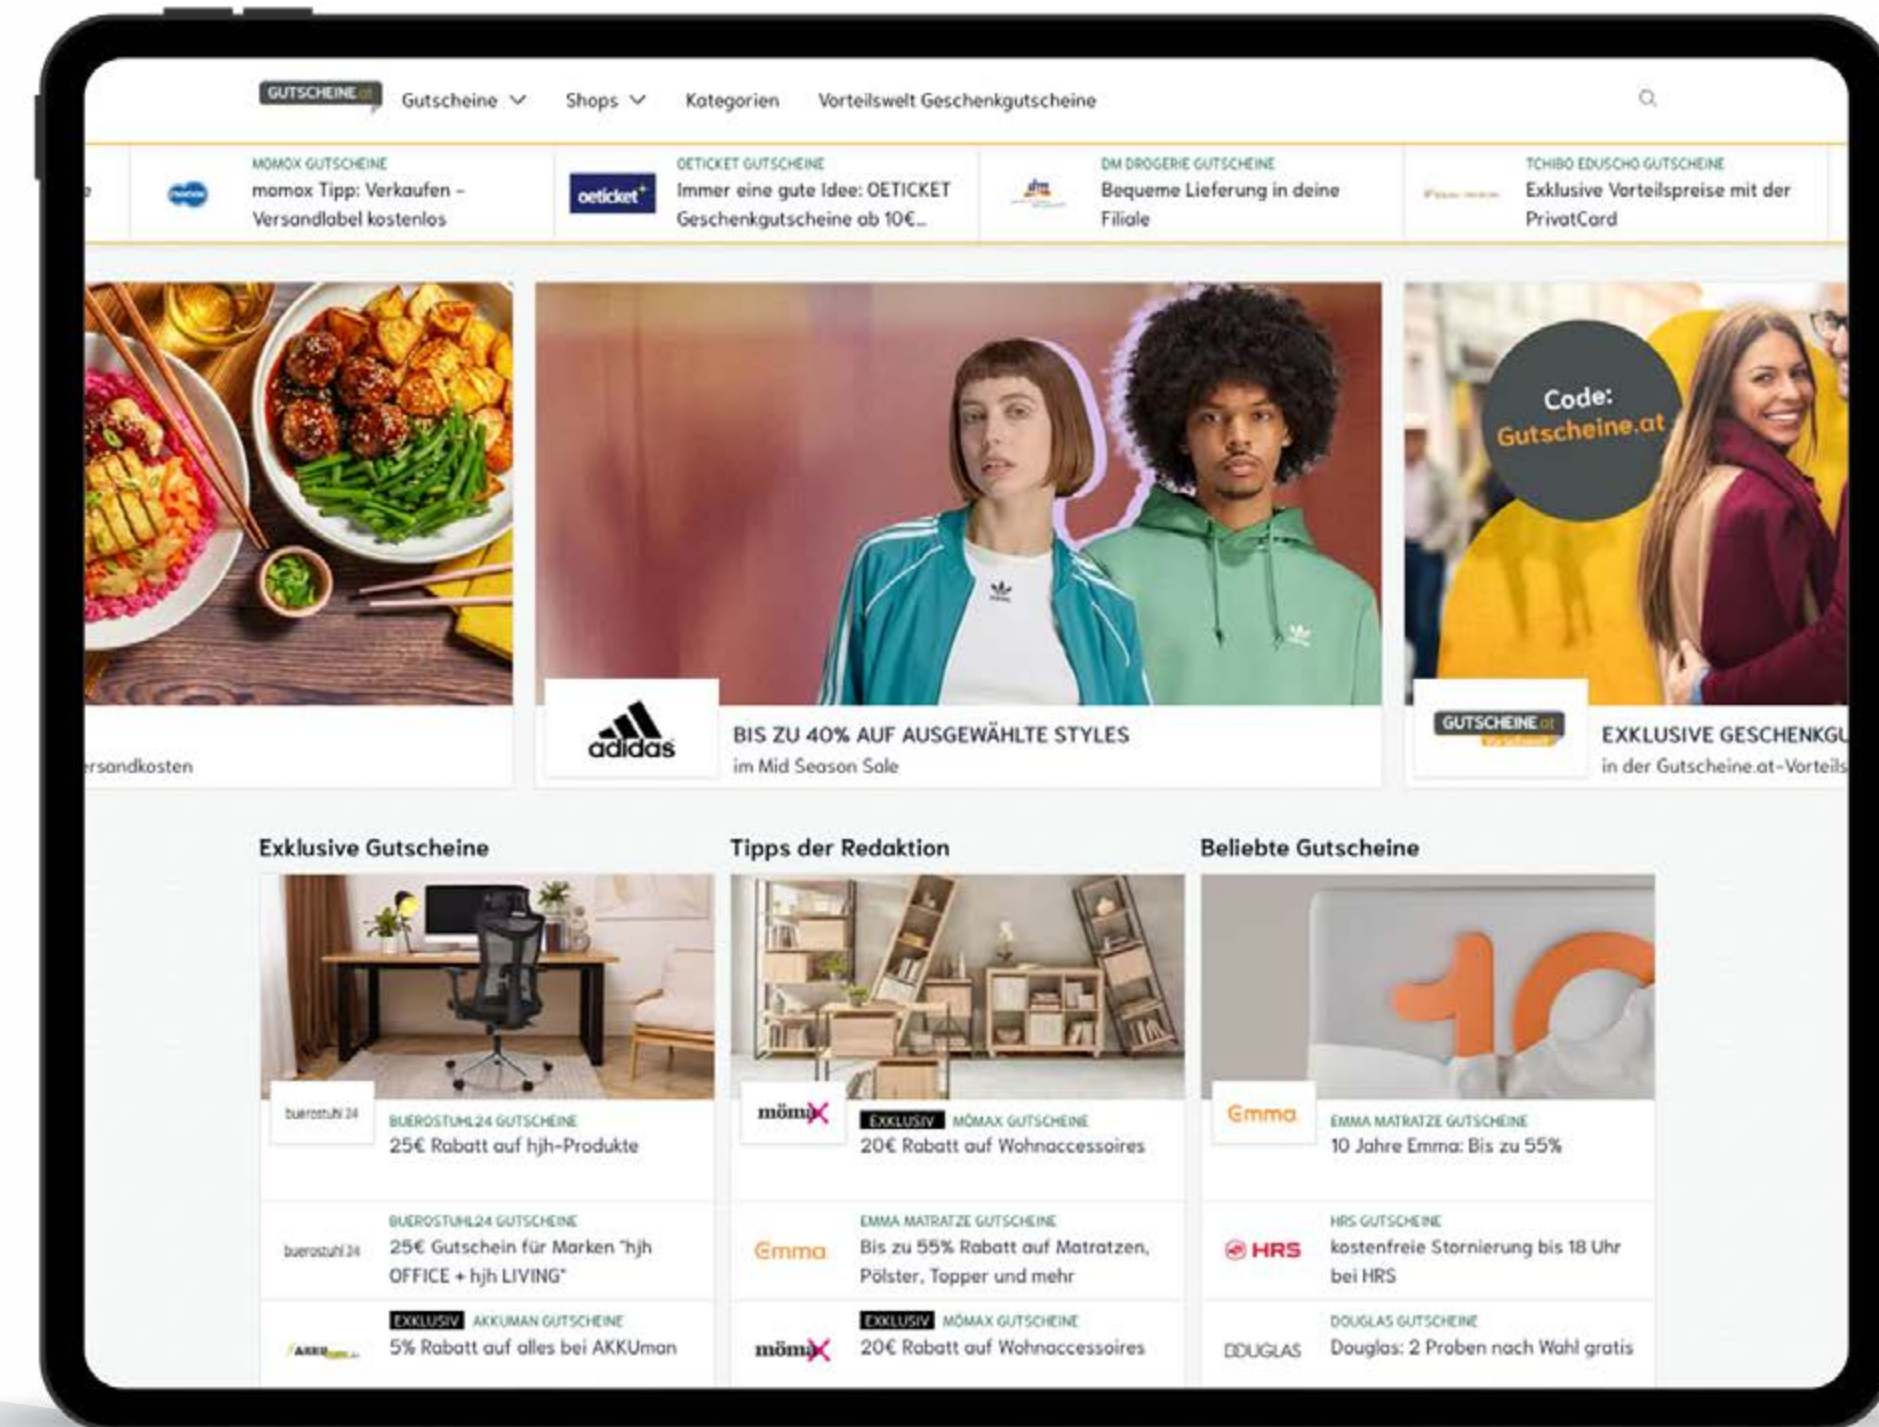 GUTSCHEINE.at
Gutscheine
Shops
Kategorien
Vorteilswelt Geschenkgutscheine
e
momox
MOMOX GUTSCHEINE
momox Tipp: Verkaufen –
Versandlabel kostenlos
oeticket
OETICKET GUTSCHEINE
Immer eine gute Idee: OETICKET
Geschenkgutscheine ab 10€...
dm
DM DROGERIE GUTSCHEINE
Bequeme Lieferung in deine
Filiale
TCHIBO EDUSCHO GUTSCHEINE
Exklusive Vorteilspreise mit der
PrivatCard
Code:
Gutscheine.at
ersandkosten
adidas
BIS ZU 40% AUF AUSGEWÄHLTE STYLES
im Mid Season Sale
GUTSCHEINE.at
EXKLUSIVE GESCHENKGU
in der Gutscheine.at-Vorteils
Exklusive Gutscheine
10
buerostuhl 24
BUEROSTUHL24 GUTSCHEINE
25€ Rabatt auf hjh-Produkte
buerostuhl 24
BUEROSTUHL24 GUTSCHEINE
25€ Gutschein für Marken "hjh
OFFICE + hjh LIVING"
AKKU
EXKLUSIV AKKUMAN GUTSCHEINE
5% Rabatt auf alles bei AKKUman
Tipps der Redaktion
mömax
EXKLUSIV MÖMAX GUTSCHEINE
20€ Rabatt auf Wohnaccessoires
Emma
EMMA MATRATZE GUTSCHEINE
Bis zu 55% Rabatt auf Matratzen,
Pölster, Topper und mehr
mömax
EXKLUSIV MÖMAX GUTSCHEINE
20€ Rabatt auf Wohnaccessoires
Beliebte Gutscheine
Emma
EMMA MATRATZE GUTSCHEINE
10 Jahre Emma: Bis zu 55%
HRS
HRS GUTSCHEINE
kostenfreie Stornierung bis 18 Uhr
bei HRS
DOUGLAS
DOUGLAS GUTSCHEINE
Douglas: 2 Proben nach Wahl gratis